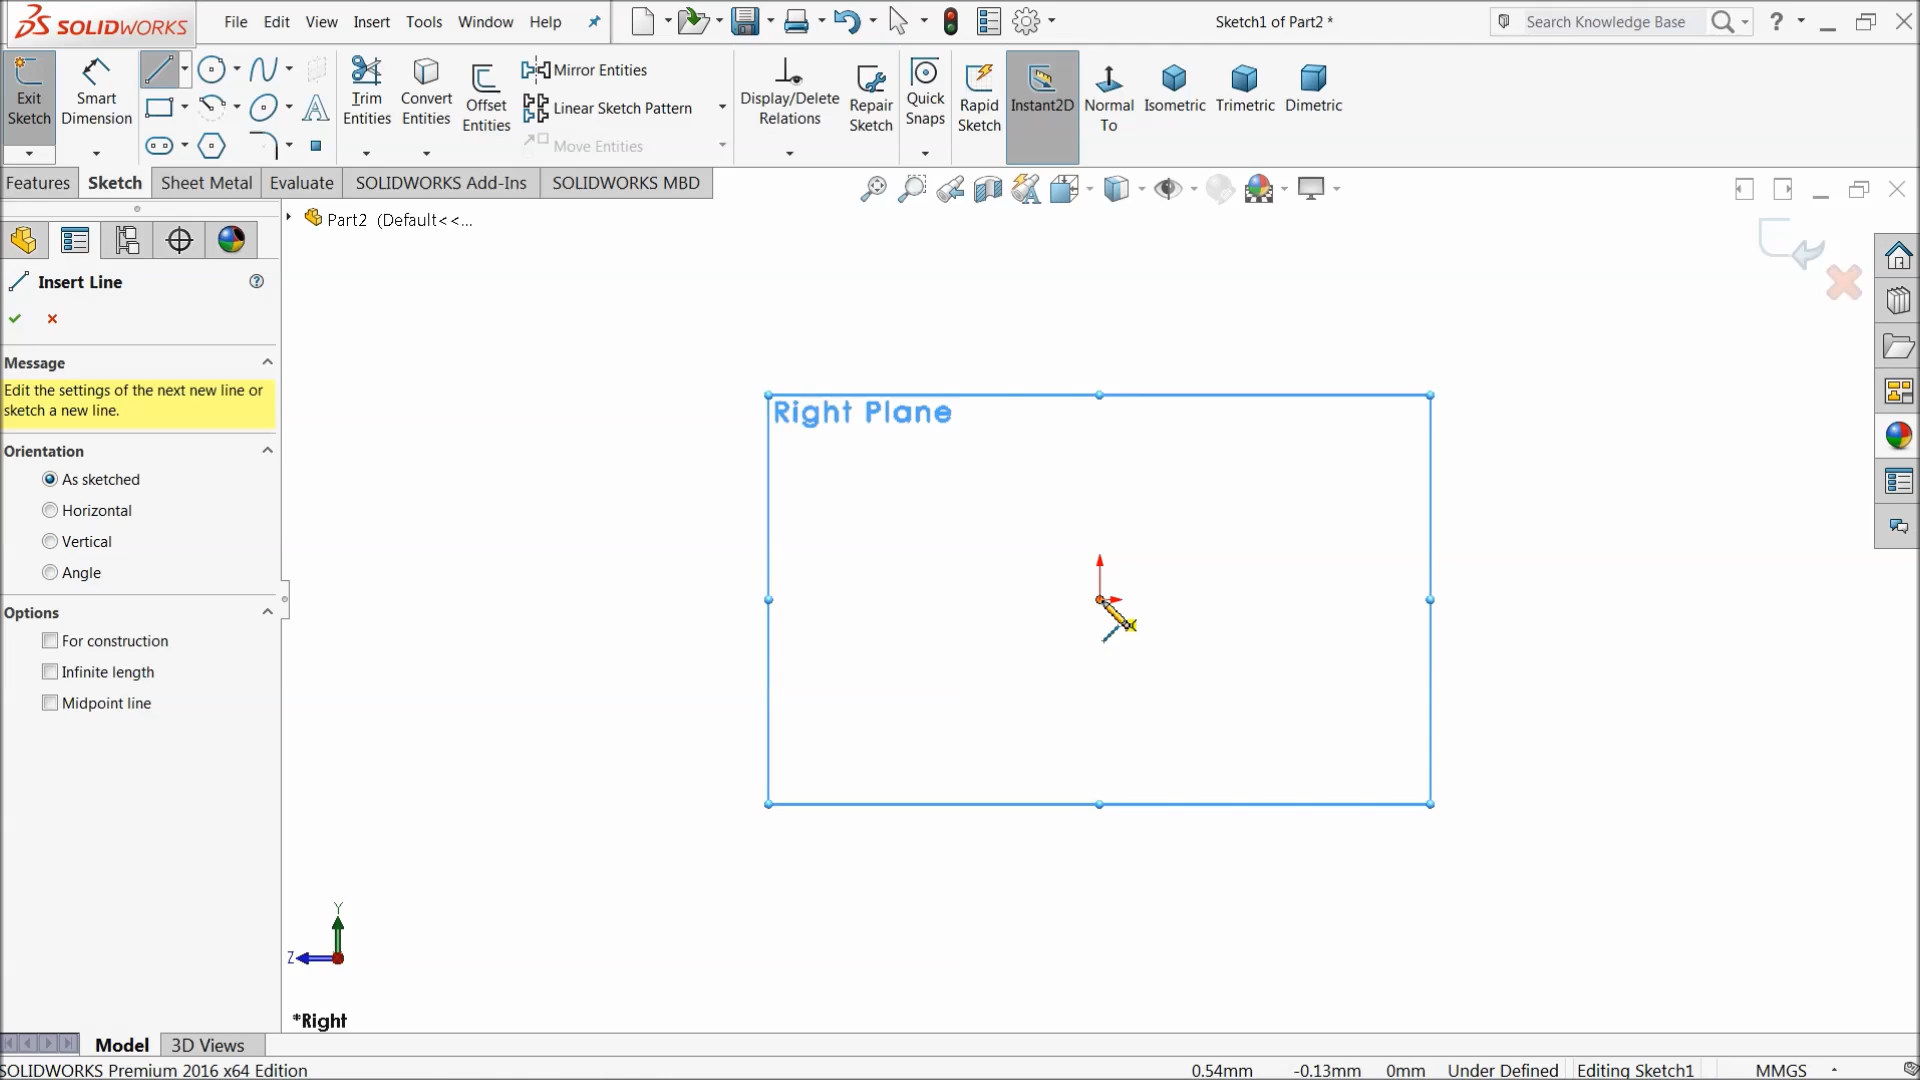 SOLIDWORKS File Edit View Insert Tools Window Help Sketch1 of Part2 * Search Knowledge Base ?
Exit Sketch
Smart Dimension
Trim Entities
Convert Entities
Offset Entities
Mirror Entities
Linear Sketch Pattern
Move Entities
Display/Delete Relations
Repair Sketch
Quick Snaps
Rapid Sketch
Instant2D
Normal To
Isometric
Trimetric
Dimetric
Features Sketch Sheet Metal Evaluate SOLIDWORKS Add-Ins SOLIDWORKS MBD
Part2 (Default<<...
Insert Line
Message
Edit the settings of the next new line or
sketch a new line.
Orientation
As sketched
Horizontal
Vertical
Angle
Options
For construction
Infinite length
Midpoint line
Right Plane
Y
Z
*Right
Model 3D Views
SOLIDWORKS Premium 2016 x64 Edition 0.54mm -0.13mm 0mm Under Defined Editing Sketch1 MMGS